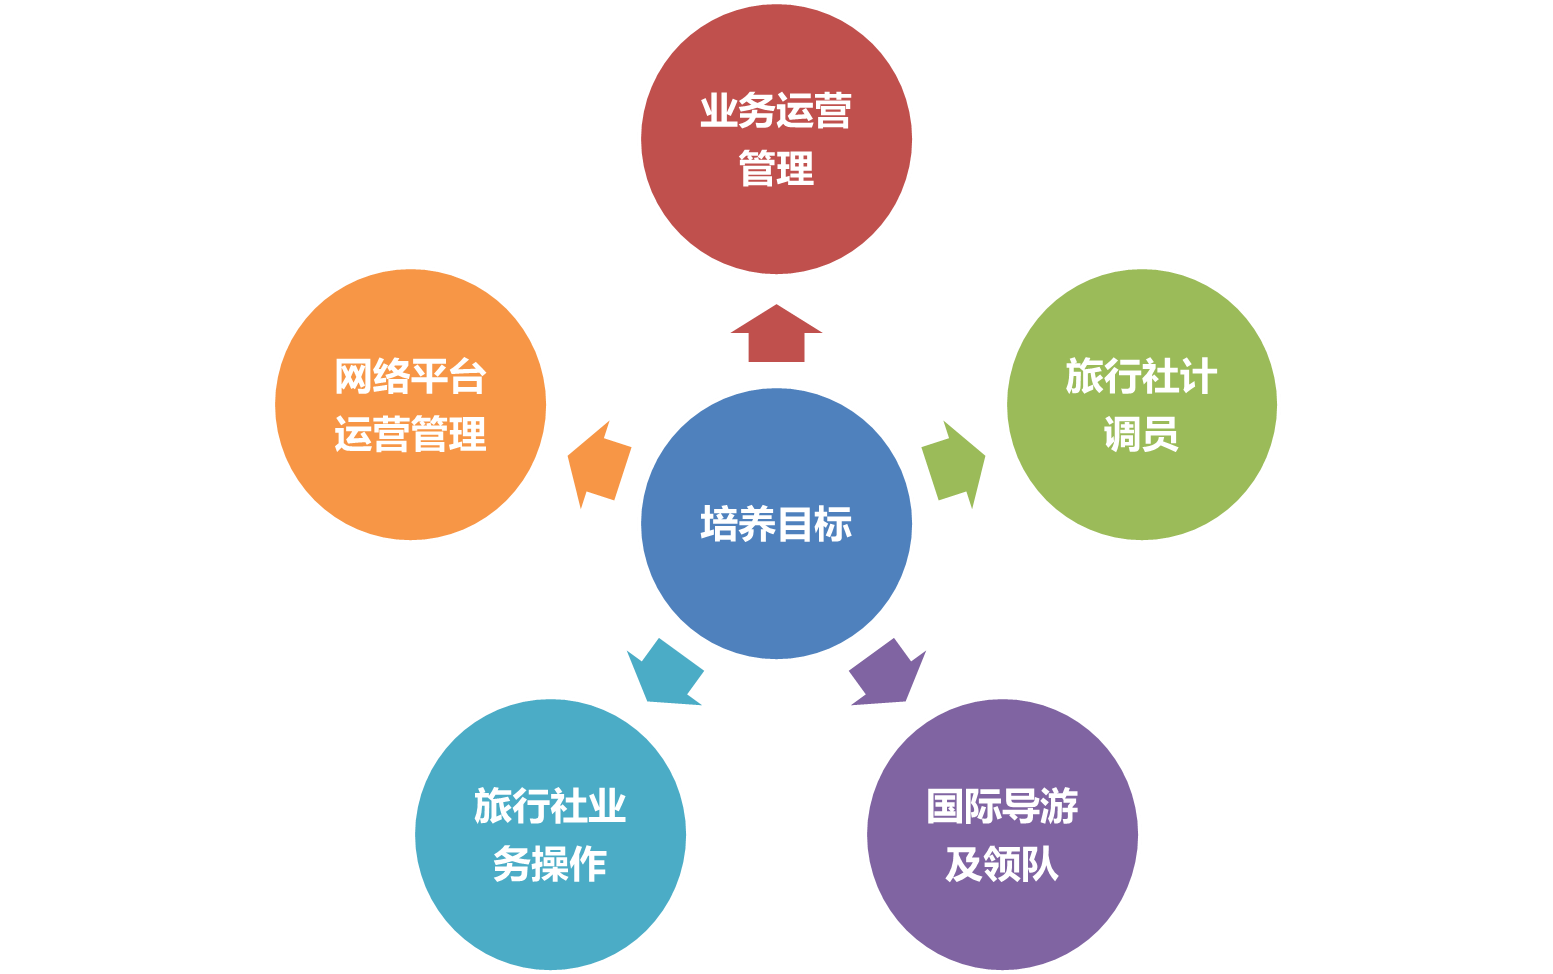 业务运营
管理
网络平台
运营管理
旅行社计
调员
培养目标
旅行社业
务操作
国际导游
及领队